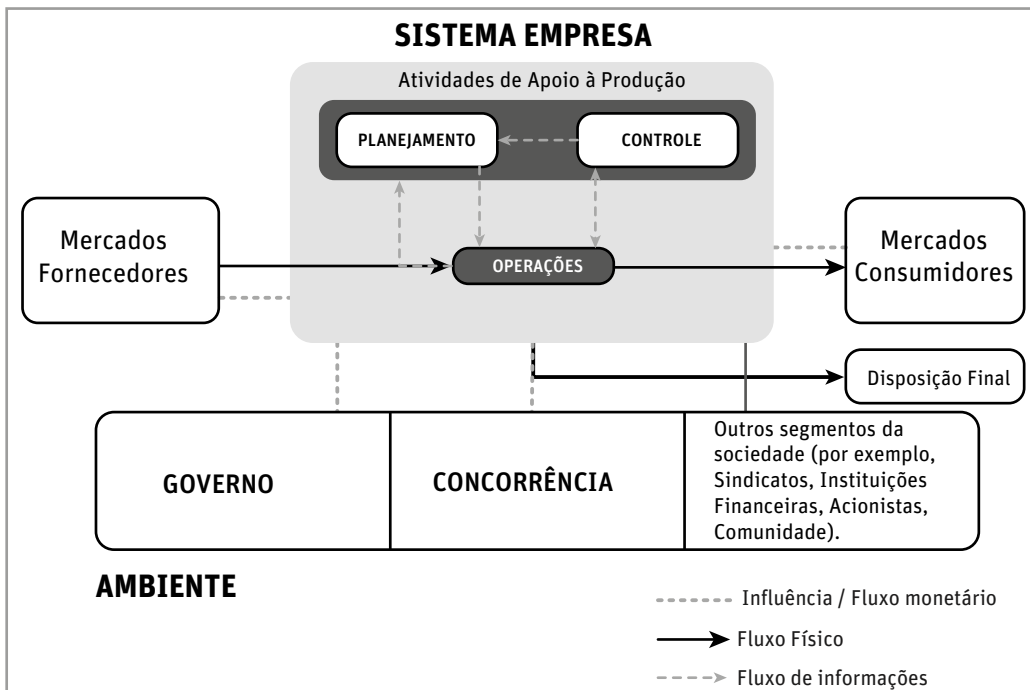 SISTEMA EMPRESA
Atividades de Apoio à Produção
PLANEJAMENTO
CONTROLE
Mercados
Fornecedores
OPERAÇÕES
Mercados
Consumidores
Disposição Final
GOVERNO
CONCORRÊNCIA
Outros segmentos da
sociedade (por exemplo,
Sindicatos, Instituições
Financeiras, Acionistas,
Comunidade).
AMBIENTE
Influência / Fluxo monetário
Fluxo Físico
Fluxo de informações